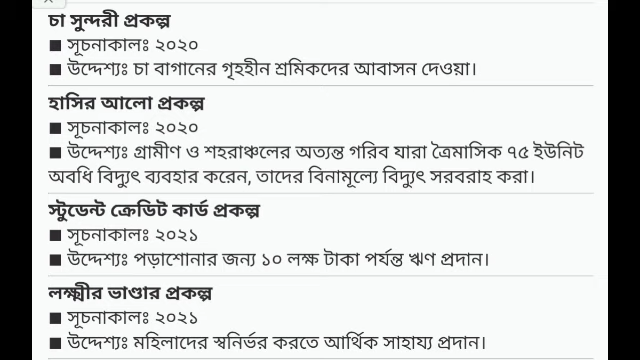 চা সুন্দরী প্রকল্প
■ সূচনাকালঃ ২০২০
■ উদ্দেশ্যঃ চা বাগানের গৃহহীন শ্রমিকদের আবাসন দেওয়া।
হাসির আলো প্রকল্প
■ সূচনাকালঃ ২০২০
■ উদ্দেশ্যঃ গ্রামীণ ও শহরাঞ্চলের অত্যন্ত গরিব যারা ত্রৈমাসিক ৭৫ ইউনিট
অবধি বিদ্যুৎ ব্যবহার করেন, তাদের বিনামূল্যে বিদ্যুৎ সরবরাহ করা।
স্টুডেন্ট ক্রেডিট কার্ড প্রকল্প
■ সূচনাকালঃ ২০২১
■ উদ্দেশ্যঃ পড়াশোনার জন্য ১০ লক্ষ টাকা পর্যন্ত ঋণ প্রদান।
লক্ষ্মীর ভাণ্ডার প্রকল্প
■ সূচনাকালঃ ২০২১
■ উদ্দেশ্যঃ মহিলাদের স্বনির্ভর করতে আর্থিক সাহায্য প্রদান।